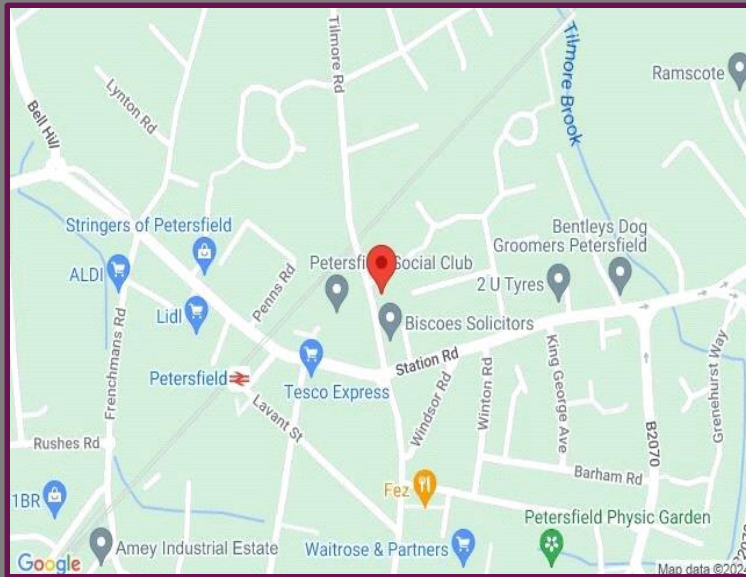 Tilmore Rd
Tilmore Brook
Ramscote
Lynton Rd
Bell Hill
Stringers of Petersfield
Bentleys Dog
Groomers Petersfield
ALDI
Penns Rd
Petersfield Social Club
2 U Tyres
Lidl
Biscoes Solicitors
Frenchmans Rd
Station Rd
Petersfield
Tesco Express
Grenehurst Way
King George Ave
Windsor Rd
Winton Rd
Lavant St
B2070
Rushes Rd
Barham Rd
1BR
Fez
Petersfield Physic Garden
Amey Industrial Estate
Waitrose & Partners
Google
Map data ©2024